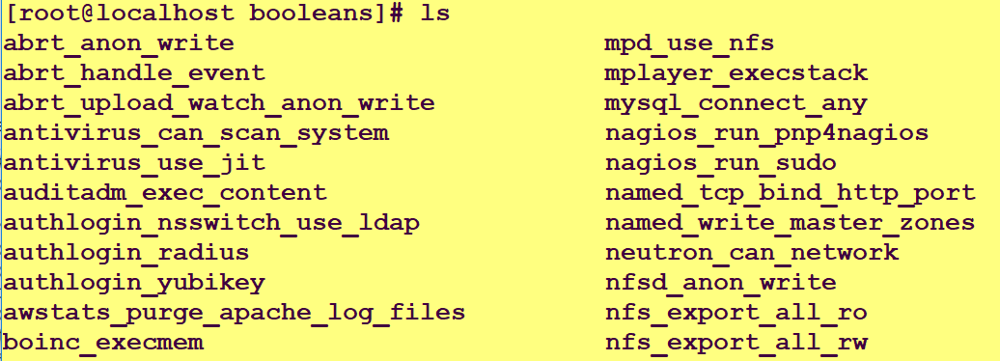 [root@localhost booleans]# ls
abrt_anon_write mpd_use_nfs
abrt_handle_event mplayer_execstack
abrt_upload_watch_anon_write mysql_connect_any
antivirus_can_scan_system nagios_run_pnp4nagios
antivirus_use_jit nagios_run_sudo
auditadm_exec_content named_tcp_bind_http_port
authlogin_nsswitch_use_ldap named_write_master_zones
authlogin_radius neutron_can_network
authlogin_yubikey nfsd_anon_write
awstats_purge_apache_log_files nfs_export_all_ro
boinc_execmem nfs_export_all_rw